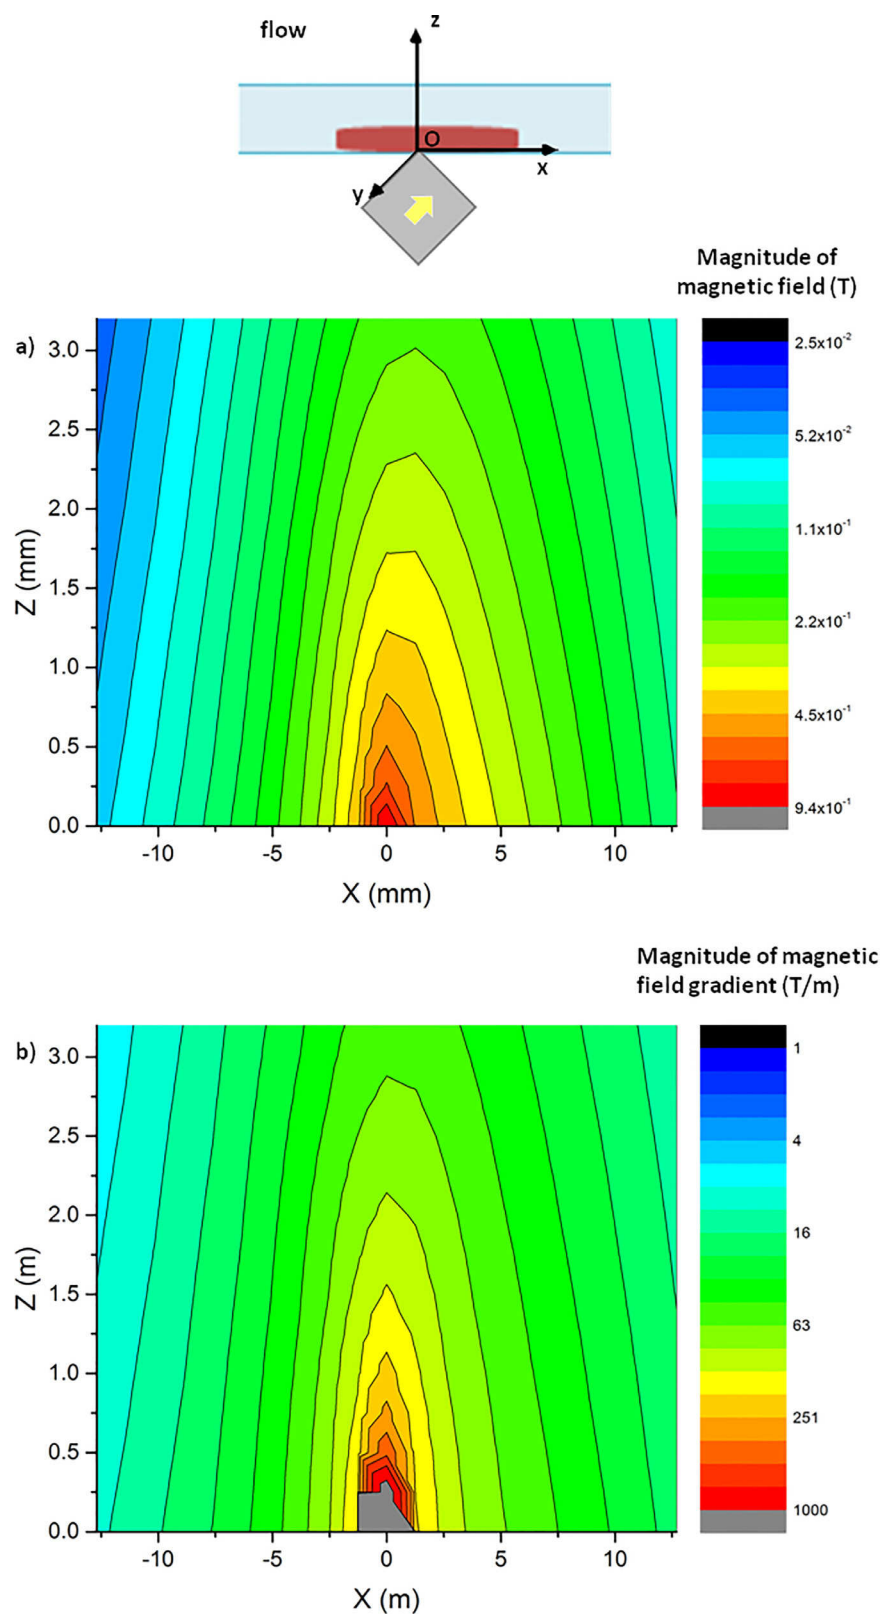 flow
z
O
x
y
Magnitude of
magnetic field (T)
a)
3.0
2.5
2.0
1.5
1.0
0.5
0.0
Z (mm)
-10
-5
0
5
10
X (mm)
2.5x10⁻²
5.2x10⁻²
1.1x10⁻¹
2.2x10⁻¹
4.5x10⁻¹
9.4x10⁻¹
Magnitude of magnetic
field gradient (T/m)
b)
3.0
2.5
2.0
1.5
1.0
0.5
0.0
Z (m)
-10
-5
0
5
10
X (m)
1
4
16
63
251
1000